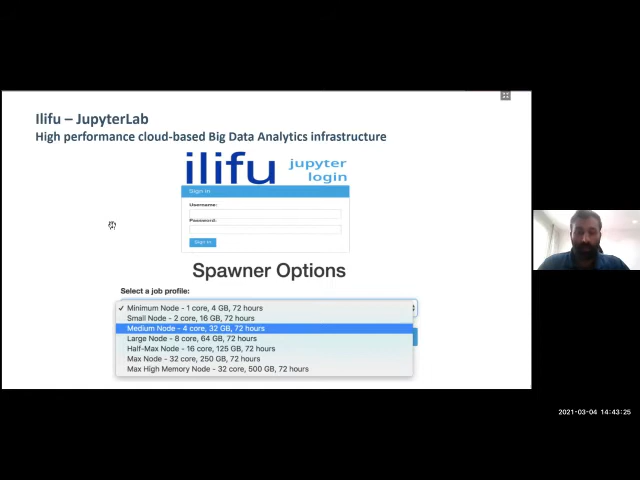 Ilifu – JupyterLab
High performance cloud-based Big Data Analytics infrastructure
ilifu jupyter
login
Sign in
Username:
Password:
Sign In
Spawner Options
Select a job profile:
✓ Minimum Node - 1 core, 4 GB, 72 hours
Small Node - 2 core, 16 GB, 72 hours
Medium Node - 4 core, 32 GB, 72 hours
Large Node - 8 core, 64 GB, 72 hours
Half-Max Node - 16 core, 125 GB, 72 hours
Max Node - 32 core, 250 GB, 72 hours
Max High Memory Node - 32 core, 500 GB, 72 hours
2021-03-04 14:43:25